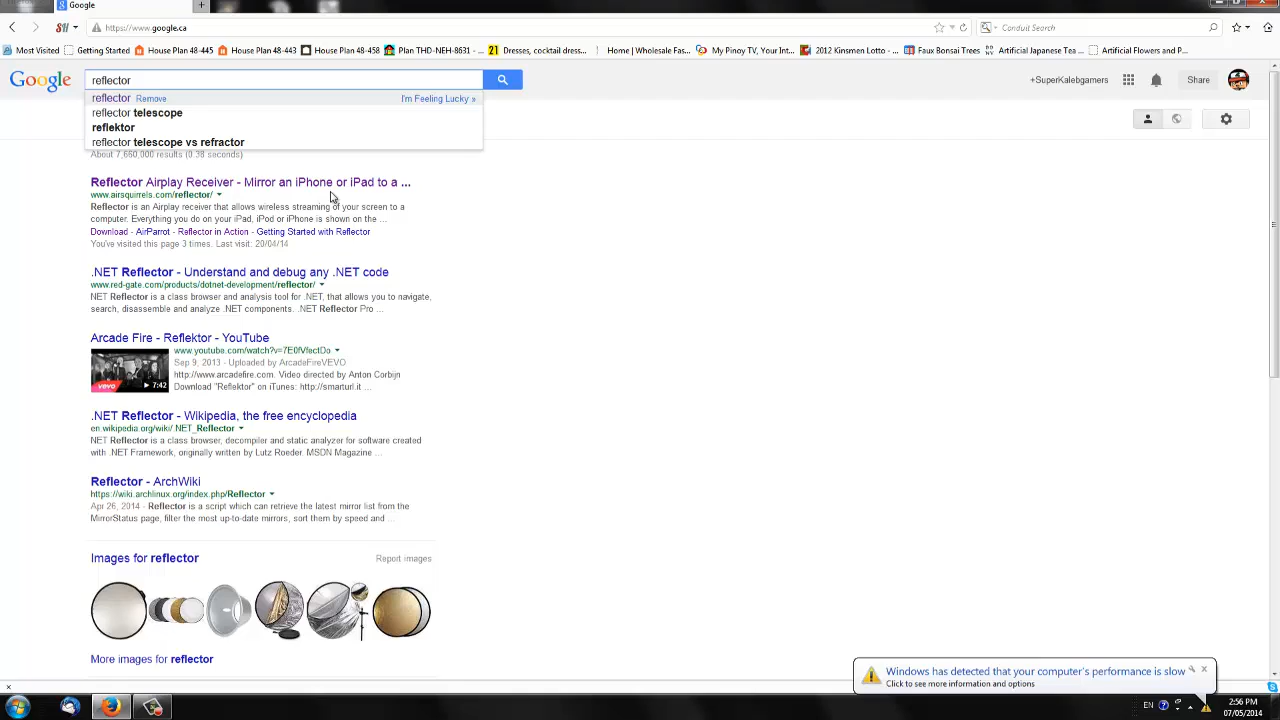 Google
https://www.google.ca
Conduit Search
Most Visited
Getting Started
House Plan 48-445
House Plan 48-443
House Plan 48-458
Plan THD-NEH-8631 - ...
21 Dresses, cocktail dress...
Home | Wholesale Fas...
My Pinoy TV, Your Int...
2012 Kinsmen Lotto - ...
Faux Bonsai Trees
Artificial Japanese Tea ...
Artificial Flowers and P...
Google
reflector
+SuperKalebgamers
Share
reflector Remove
I'm Feeling Lucky »
reflector telescope
reflektor
reflector telescope vs refractor
About 7,660,000 results (0.38 seconds)
Reflector Airplay Receiver - Mirror an iPhone or iPad to a ...
www.airsquirrels.com/reflector/
Reflector is an Airplay receiver that allows wireless streaming of your screen to a
computer. Everything you do on your iPad, iPod or iPhone is shown on the ...
Download - AirParrot - Reflector in Action - Getting Started with Reflector
You've visited this page 3 times. Last visit: 20/04/14
.NET Reflector - Understand and debug any .NET code
www.red-gate.com/products/dotnet-development/reflector/
NET Reflector is a class browser and analysis tool for .NET, that allows you to navigate,
search, disassemble and analyze .NET components. .NET Reflector Pro ...
Arcade Fire - Reflektor - YouTube
www.youtube.com/watch?v=7E0fVfectDo
Sep 9, 2013 - Uploaded by ArcadeFireVEVO
http://www.arcadefire.com. Video directed by Anton Corbijn
Download "Reflektor" on iTunes: http://smarturl.it ...
vevo
7:42
.NET Reflector - Wikipedia, the free encyclopedia
en.wikipedia.org/wiki/.NET_Reflector
NET Reflector is a class browser, decompiler and static analyzer for software created
with .NET Framework, originally written by Lutz Roeder. MSDN Magazine ...
Reflector - ArchWiki
https://wiki.archlinux.org/index.php/Reflector
Apr 26, 2014 - Reflector is a script which can retrieve the latest mirror list from the
MirrorStatus page, filter the most up-to-date mirrors, sort them by speed and ...
Images for reflector
Report images
More images for reflector
Windows has detected that your computer's performance is slow
Click to see more information and options
EN
2:56 PM
07/05/2014